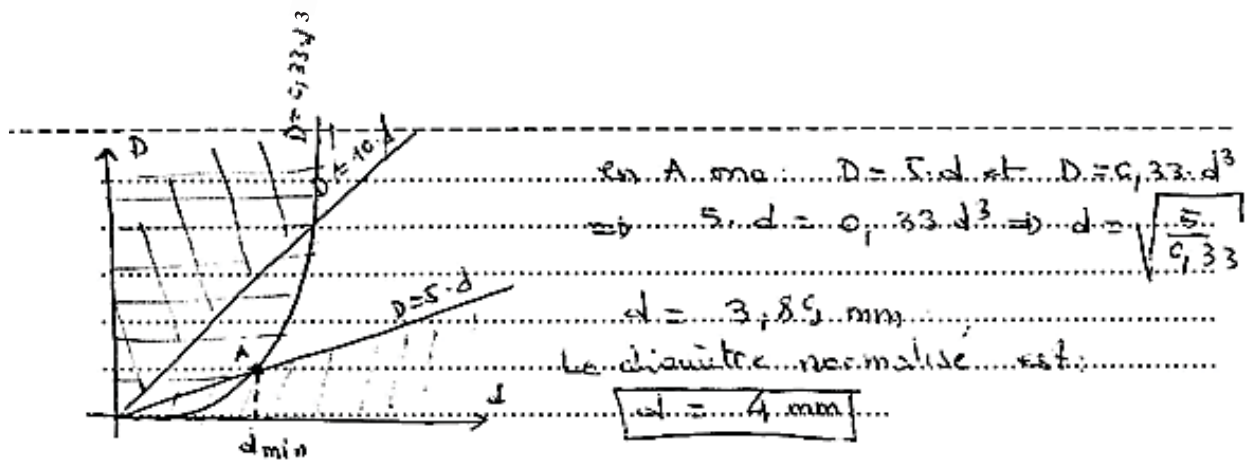 D = 0,33 d³
D = 10.d
D
en A on a : D = 5.d et D = 0,33.d³
=> 5.d = 0,33 d³ => d = √(5/0,33)
D = 5.d
d = 3,89 mm
A
Le diamètre normalisé est :
d
d = 4 mm
dmin